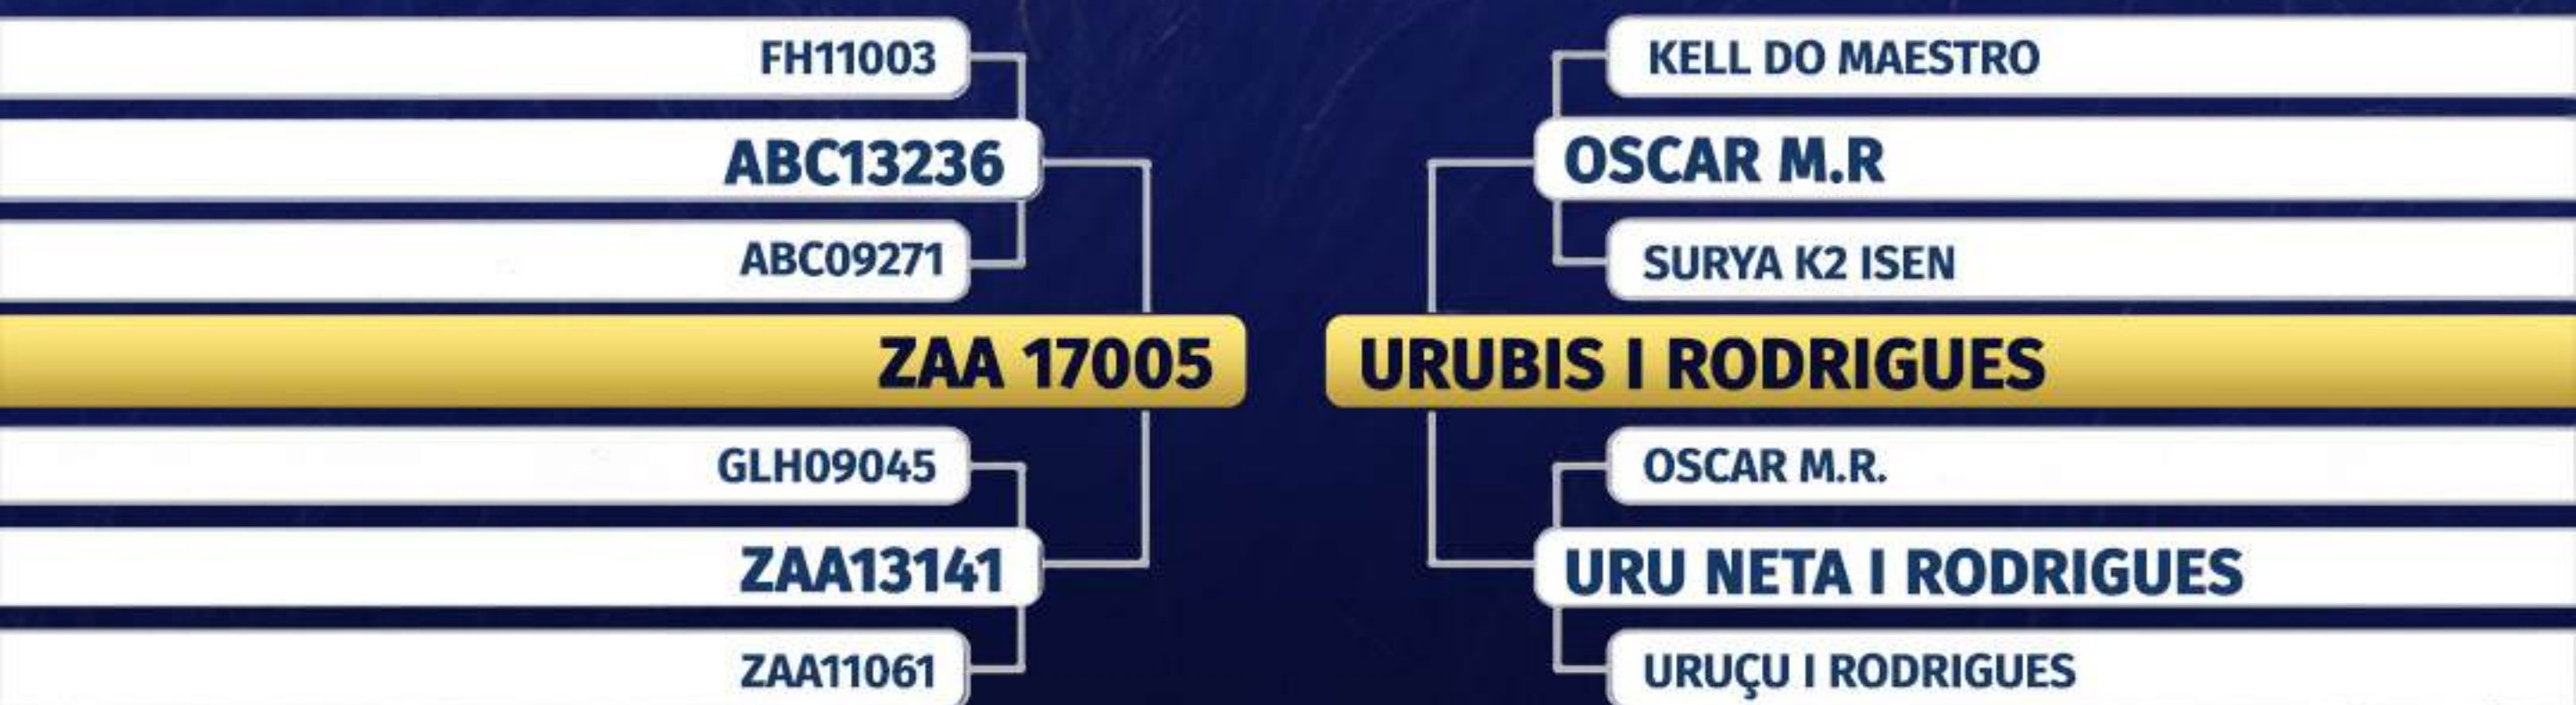 FH11003
ABC13236
ABC09271
ZAA 17005
GLH09045
ZAA13141
ZAA11061
KELL DO MAESTRO
OSCAR M.R
SURYA K2 ISEN
URUBIS I RODRIGUES
OSCAR M.R.
URU NETA I RODRIGUES
URUÇU I RODRIGUES